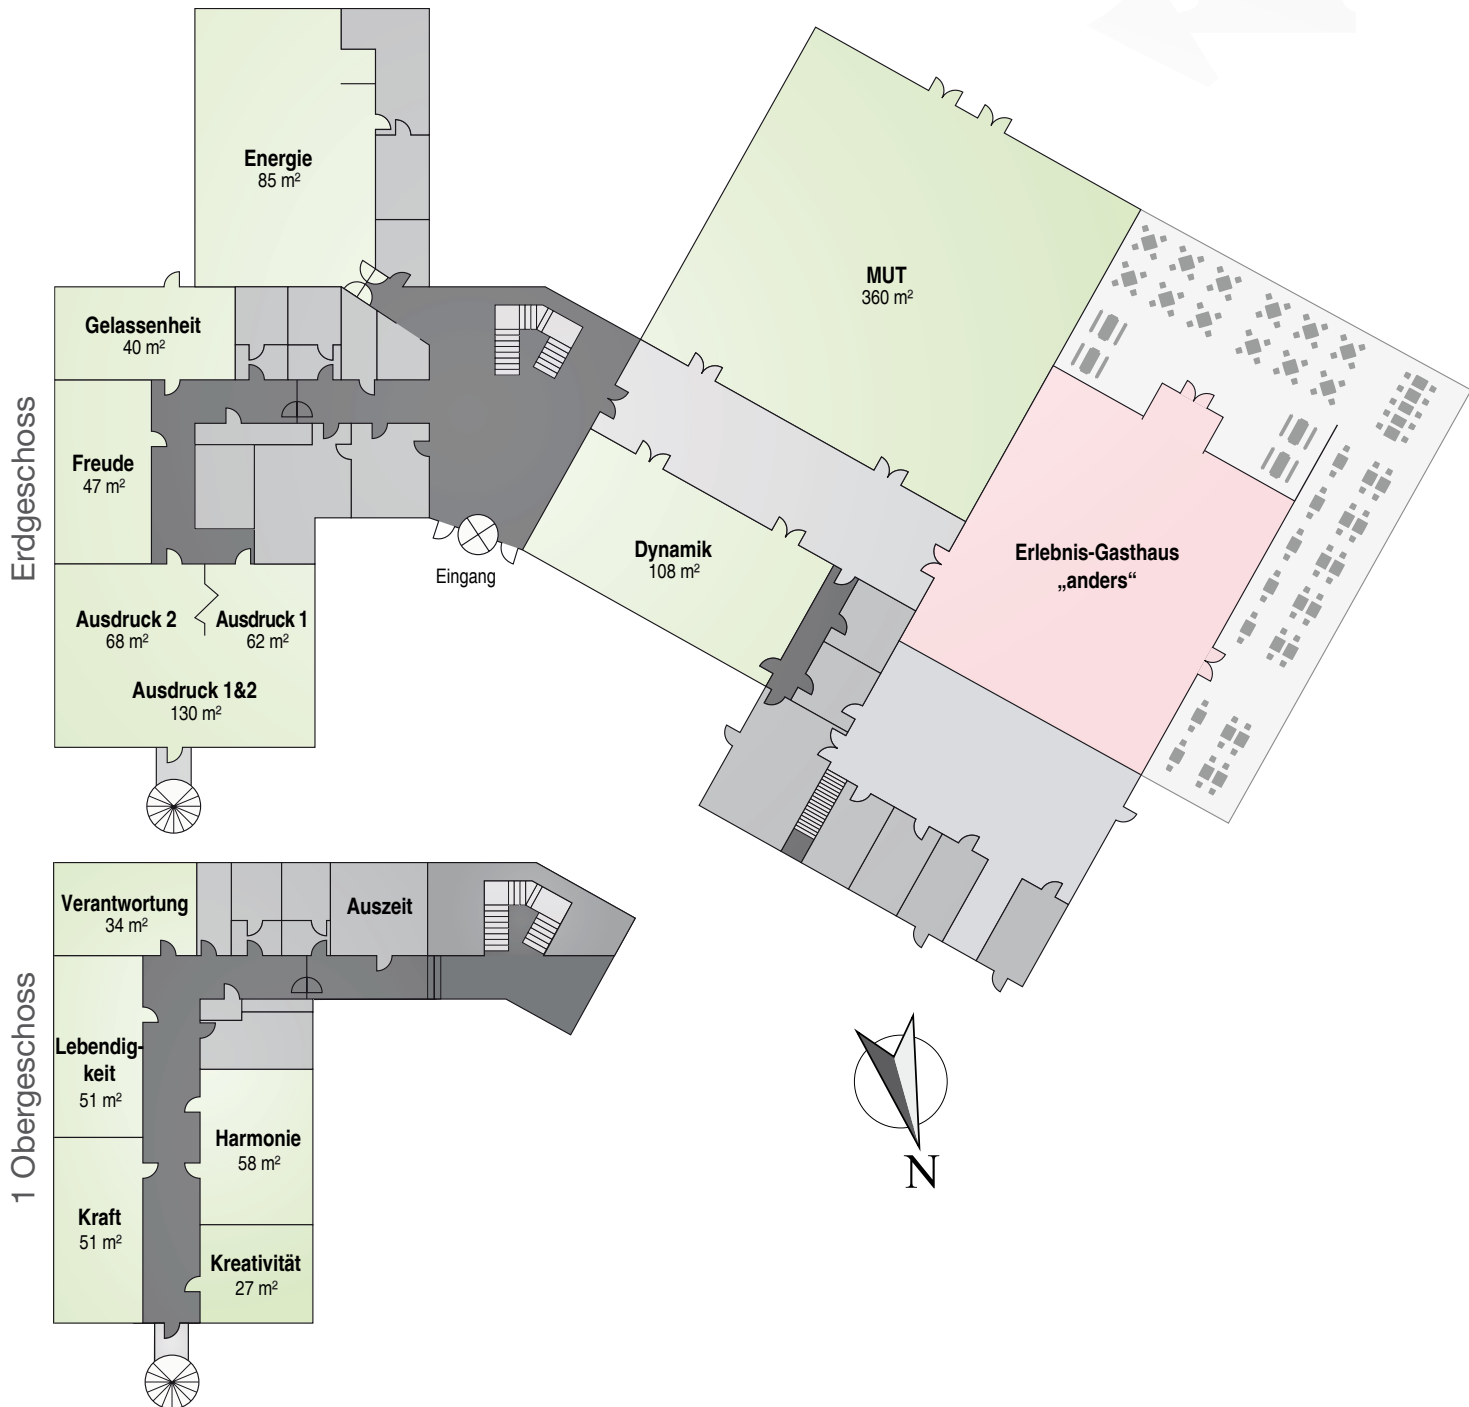 Erdgeschoss
Energie
85 m²
Gelassenheit
40 m²
Freude
47 m²
Ausdruck 2
68 m²
Ausdruck 1
62 m²
Ausdruck 1&2
130 m²
Eingang
MUT
360 m²
Dynamik
108 m²
Erlebnis-Gasthaus
„anders“
1 Obergeschoss
Verantwortung
34 m²
Auszeit
Lebendig-
keit
51 m²
Harmonie
58 m²
Kraft
51 m²
Kreativität
27 m²
N